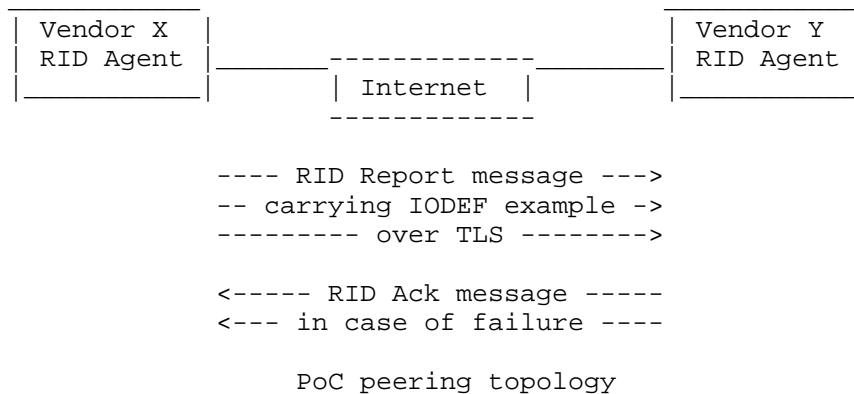 Vendor X Vendor Y
RID Agent RID Agent
Internet
---- RID Report message --->
-- carrying IODEF example ->
--------- over TLS -------->
<----- RID Ack message -----
<--- in case of failure ----
PoC peering topology